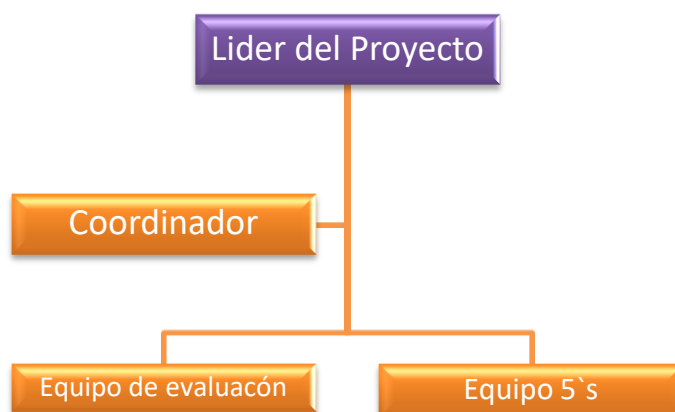 Lider del Proyecto
Coordinador
Equipo de evaluacón
Equipo 5`s